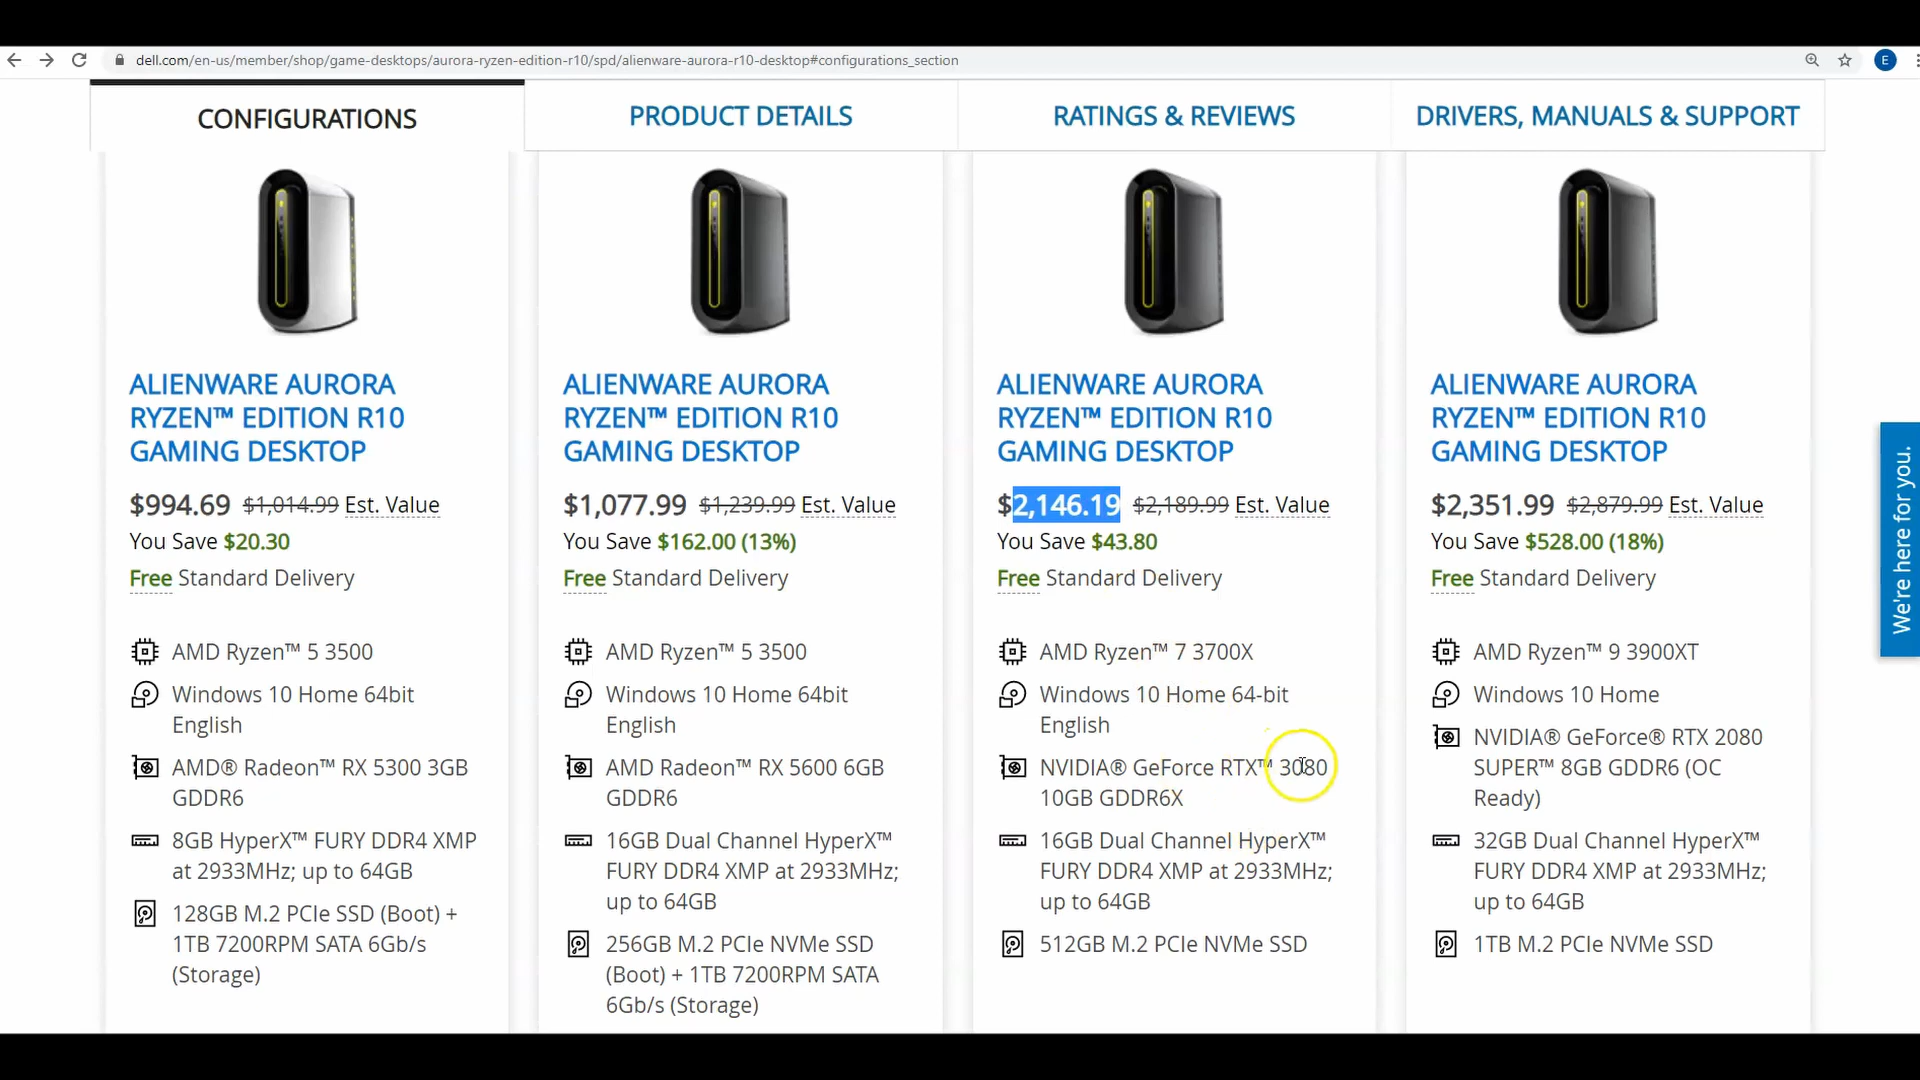 dell.com/en-us/member/shop/game-desktops/aurora-ryzen-edition-r10/spd/alienware-aurora-r10-desktop#configurations_section
E
CONFIGURATIONS
PRODUCT DETAILS
RATINGS & REVIEWS
DRIVERS, MANUALS & SUPPORT
ALIENWARE AURORA
RYZEN™ EDITION R10
GAMING DESKTOP
$994.69 $1,014.99 Est. Value
You Save $20.30
Free Standard Delivery
AMD Ryzen™ 5 3500
Windows 10 Home 64bit
English
AMD® Radeon™ RX 5300 3GB
GDDR6
8GB HyperX™ FURY DDR4 XMP
at 2933MHz; up to 64GB
128GB M.2 PCIe SSD (Boot) +
1TB 7200RPM SATA 6Gb/s
(Storage)
ALIENWARE AURORA
RYZEN™ EDITION R10
GAMING DESKTOP
$1,077.99 $1,239.99 Est. Value
You Save $162.00 (13%)
Free Standard Delivery
AMD Ryzen™ 5 3500
Windows 10 Home 64bit
English
AMD Radeon™ RX 5600 6GB
GDDR6
16GB Dual Channel HyperX™
FURY DDR4 XMP at 2933MHz;
up to 64GB
256GB M.2 PCIe NVMe SSD
(Boot) + 1TB 7200RPM SATA
6Gb/s (Storage)
ALIENWARE AURORA
RYZEN™ EDITION R10
GAMING DESKTOP
$2,146.19 $2,189.99 Est. Value
You Save $43.80
Free Standard Delivery
AMD Ryzen™ 7 3700X
Windows 10 Home 64-bit
English
NVIDIA® GeForce RTX™ 3080
10GB GDDR6X
16GB Dual Channel HyperX™
FURY DDR4 XMP at 2933MHz;
up to 64GB
512GB M.2 PCIe NVMe SSD
ALIENWARE AURORA
RYZEN™ EDITION R10
GAMING DESKTOP
$2,351.99 $2,879.99 Est. Value
You Save $528.00 (18%)
Free Standard Delivery
AMD Ryzen™ 9 3900XT
Windows 10 Home
NVIDIA® GeForce® RTX 2080
SUPER™ 8GB GDDR6 (OC
Ready)
32GB Dual Channel HyperX™
FURY DDR4 XMP at 2933MHz;
up to 64GB
1TB M.2 PCIe NVMe SSD
We're here for you.